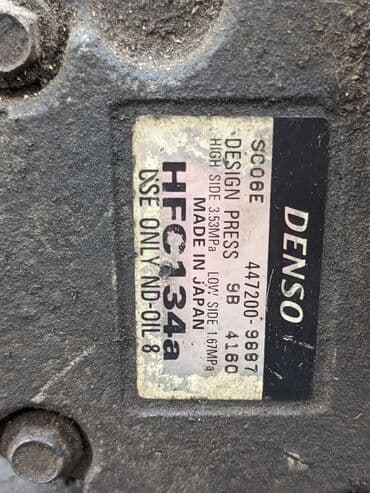 DENSO
SC06E 447200-9887
DESIGN PRESS 9B 4160
HIGH SIDE 3.53MPa LOW SIDE 1.67MPa
MADE IN JAPAN
HFC134a
USE ONLY ND-OIL 8